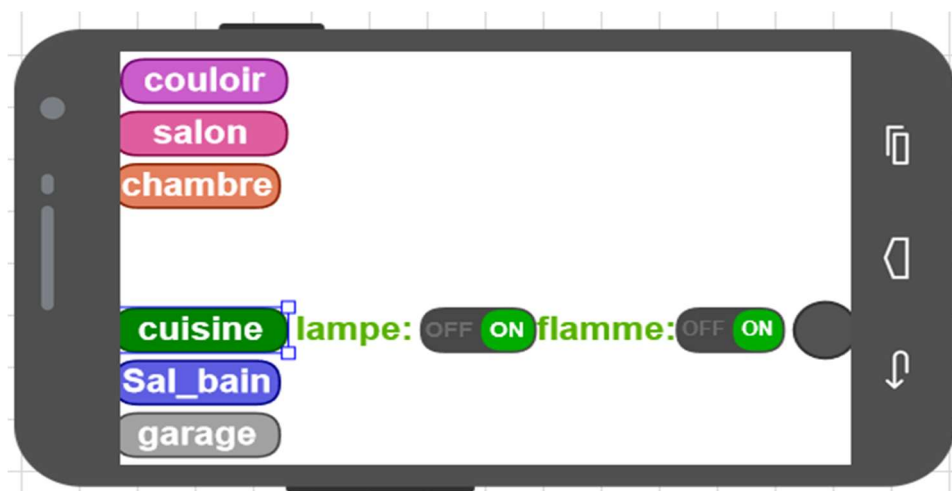 couloir
salon
chambre
cuisine lampe: OFF ON flamme: OFF ON
Sal_bain
garage